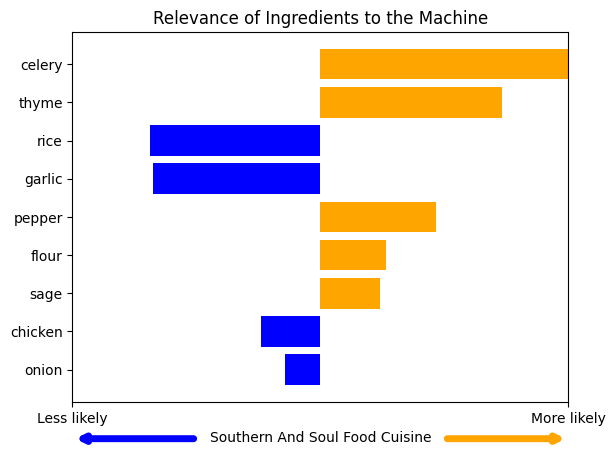 Relevance of Ingredients to the Machine
celery
thyme
rice
garlic
pepper
flour
sage
chicken
onion
Less likely More likely
Southern And Soul Food Cuisine